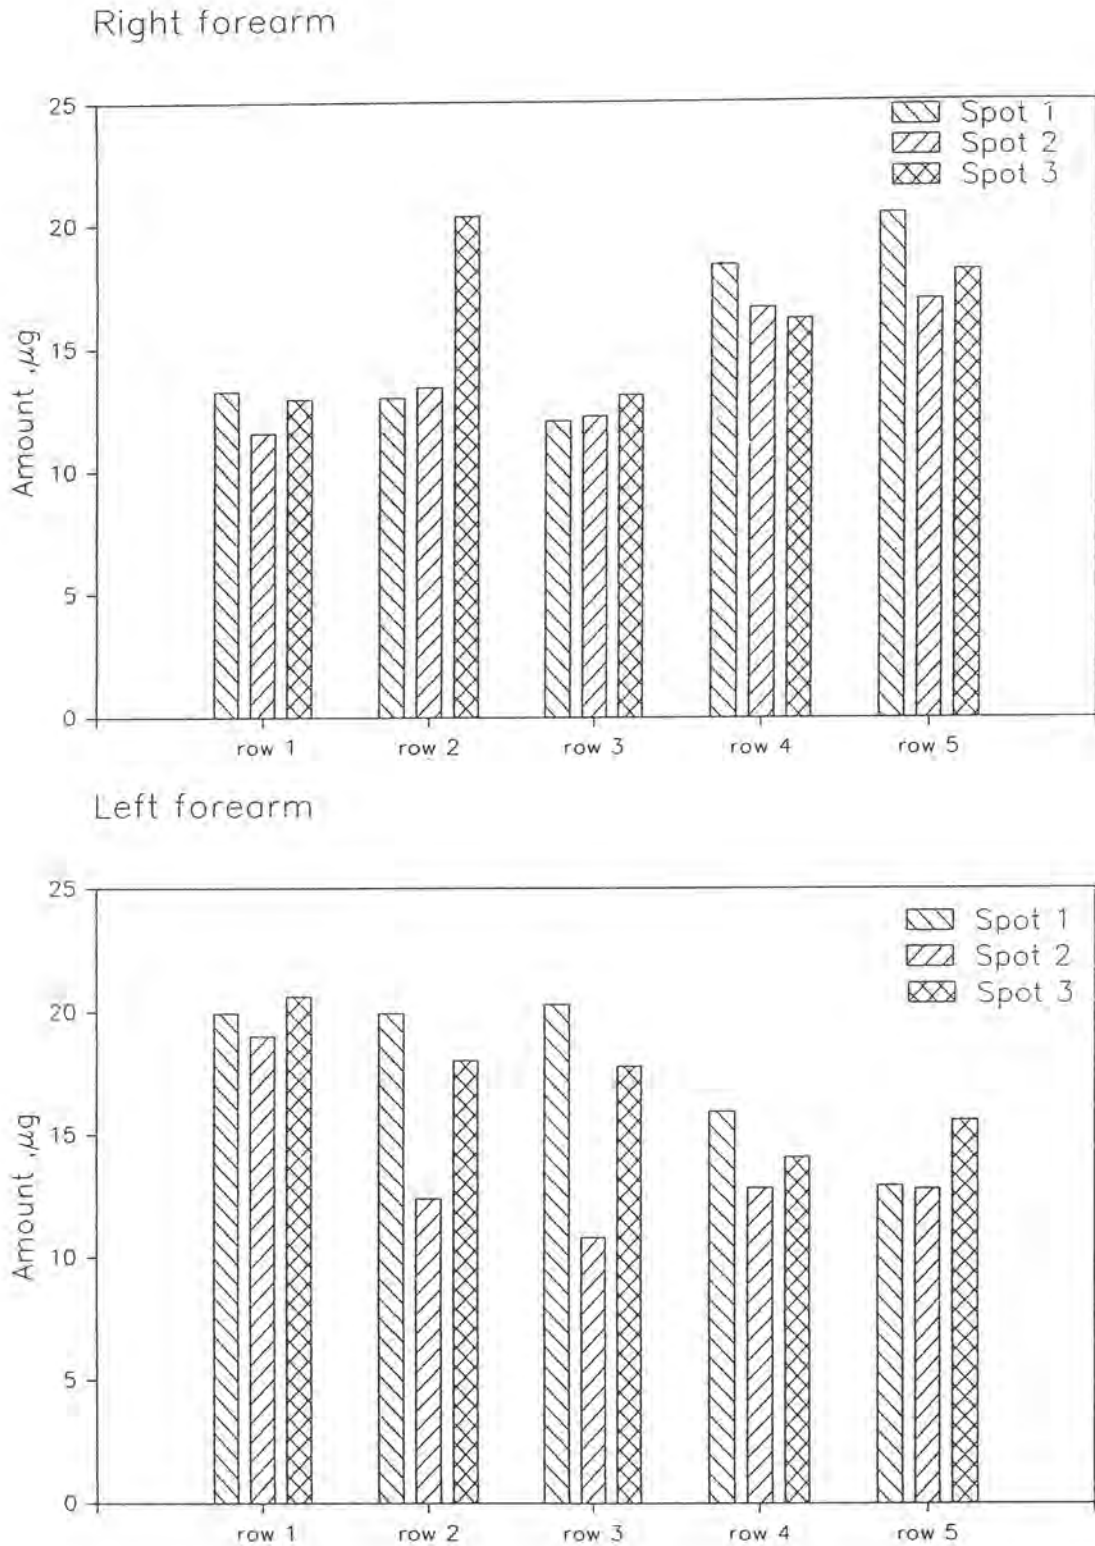 Right forearm
25
20
15
10
5
0
Amount ,μg
Spot 1
Spot 2
Spot 3
row 1 row 2 row 3 row 4 row 5
Left forearm
25
20
15
10
5
0
Amount ,μg
Spot 1
Spot 2
Spot 3
row 1 row 2 row 3 row 4 row 5